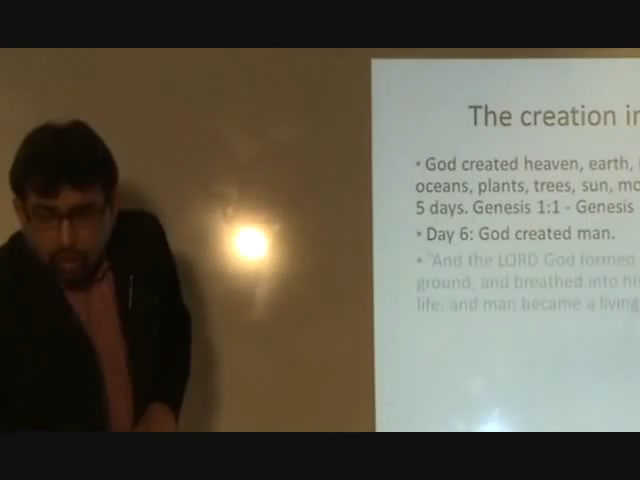 The creation in
• God created heaven, earth,
oceans, plants, trees, sun, mo
5 days. Genesis 1:1 - Genesis
• Day 6: God created man.
• "And the LORD God formed
ground, and breathed into his
life, and man became a living